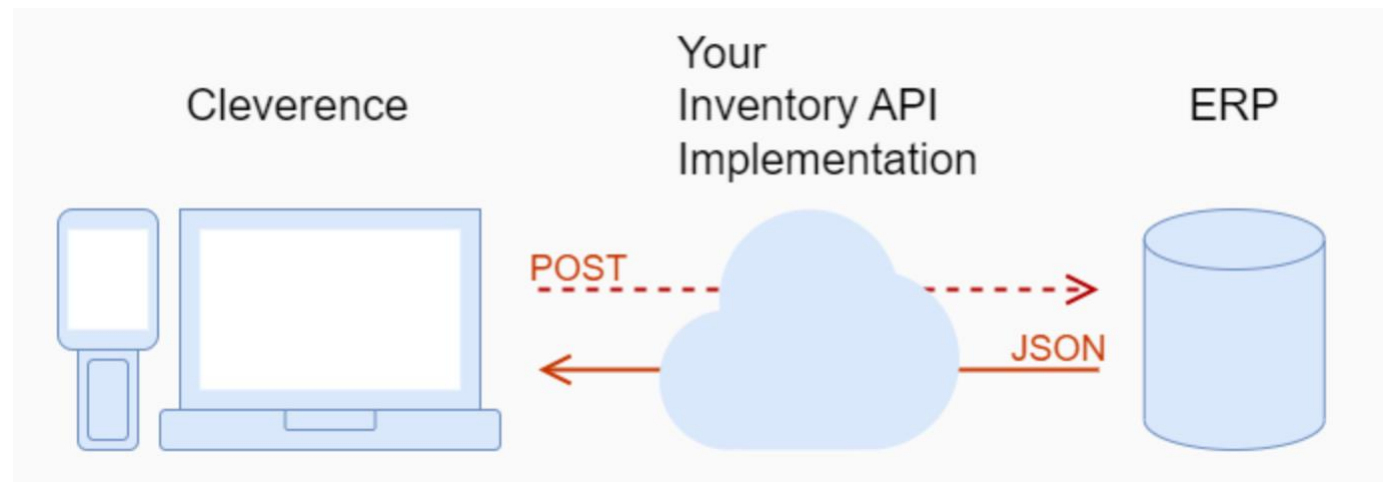 Cleverence
Your
Inventory API
Implementation
ERP
POST
JSON